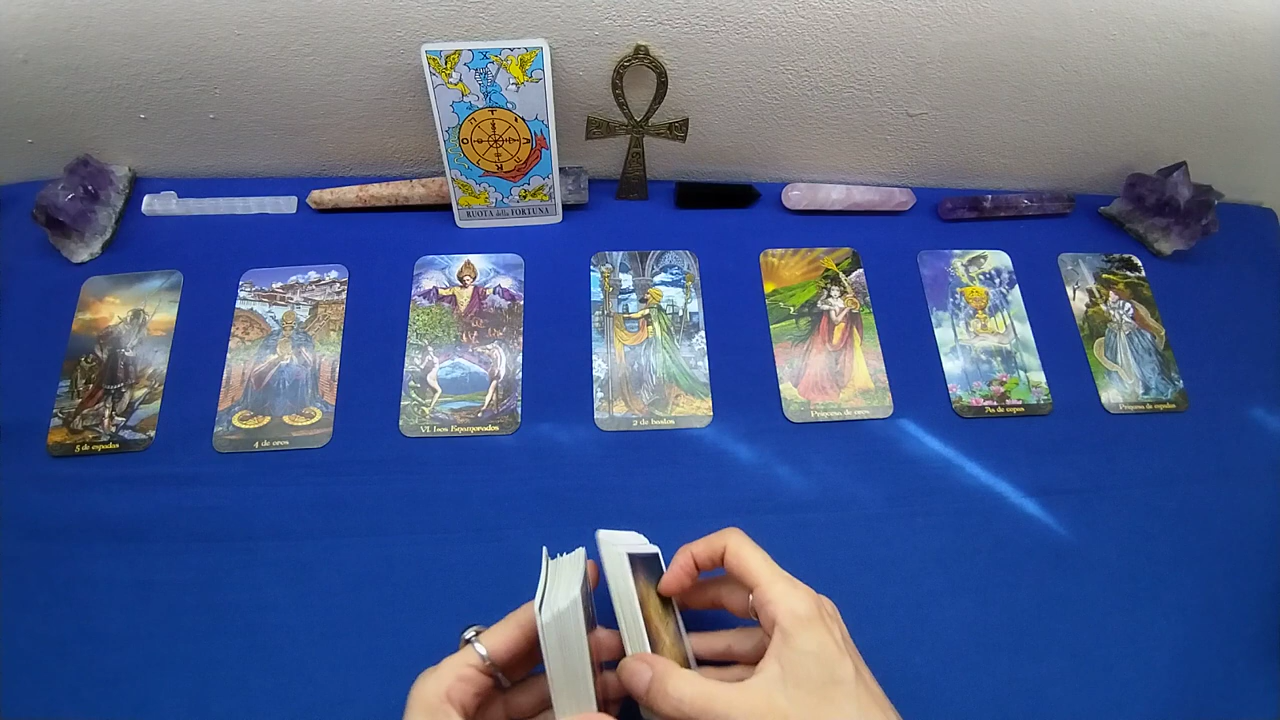 X
RUOTA della FORTUNA
5 de espadas
4 de oros
VI Los Enamorados
2 de bastos
Princesa de oros
As de copas
Princesa de espadas